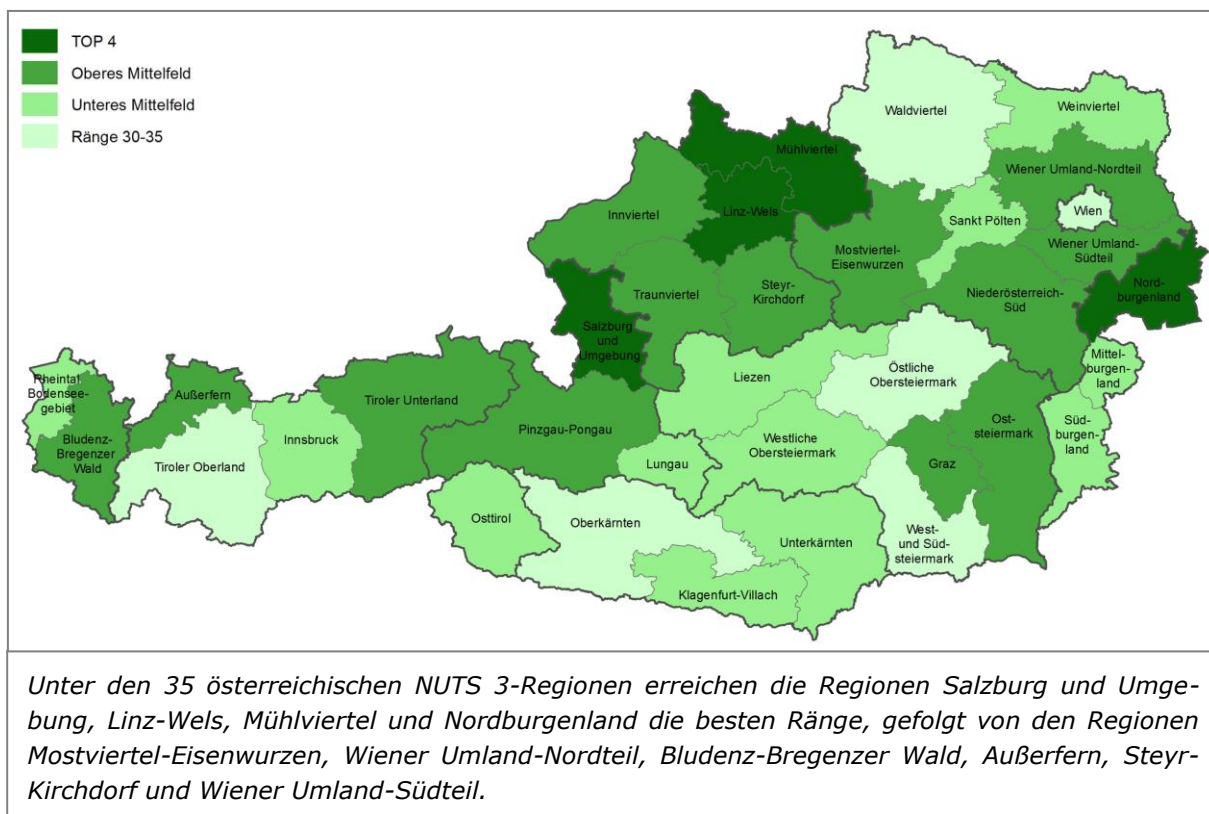 TOP 4
Oberes Mittelfeld
Unteres Mittelfeld
Ränge 30-35
Waldviertel
Weinviertel
Mühlviertel
Wiener Umland-Nordteil
Innviertel
Linz-Wels
Sankt Pölten
Wien
Mostviertel-
Eisenwurzen
Wiener Umland-
Südteil
Traunviertel
Steyr-
Kirchdorf
Niederösterreich-
Süd
Nord-
burgenland
Salzburg
und
Umgebung
Mittel-
burgen-
land
Liezen
Östliche
Obersteiermark
Rheintal-
Bodensee-
gebiet
Außerfern
Tiroler Unterland
Bludenz-
Bregenzer
Wald
Innsbruck
Pinzgau-Pongau
Westliche
Obersteiermark
Ost-
steiermark
Süd-
burgen-
land
Tiroler Oberland
Lungau
Graz
Osttirol
Oberkärnten
Unterkärnten
West-
und Süd-
steiermark
Klagenfurt-Villach
Unter den 35 österreichischen NUTS 3-Regionen erreichen die Regionen Salzburg und Umge-
bung, Linz-Wels, Mühlviertel und Nordburgenland die besten Ränge, gefolgt von den Regionen
Mostviertel-Eisenwurzen, Wiener Umland-Nordteil, Bludenz-Bregenzer Wald, Außerfern, Steyr-
Kirchdorf und Wiener Umland-Südteil.